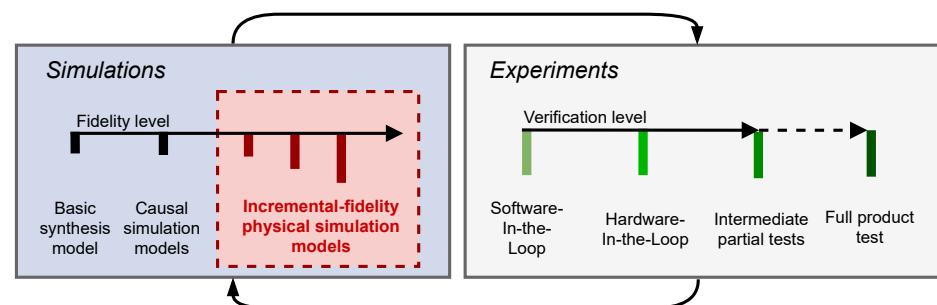 Simulations
Fidelity level
Basic
synthesis
model
Causal
simulation
models
Incremental-fidelity
physical simulation
models
Experiments
Verification level
Software-
In-the-
Loop
Hardware-
In-the-Loop
Intermediate
partial tests
Full product
test